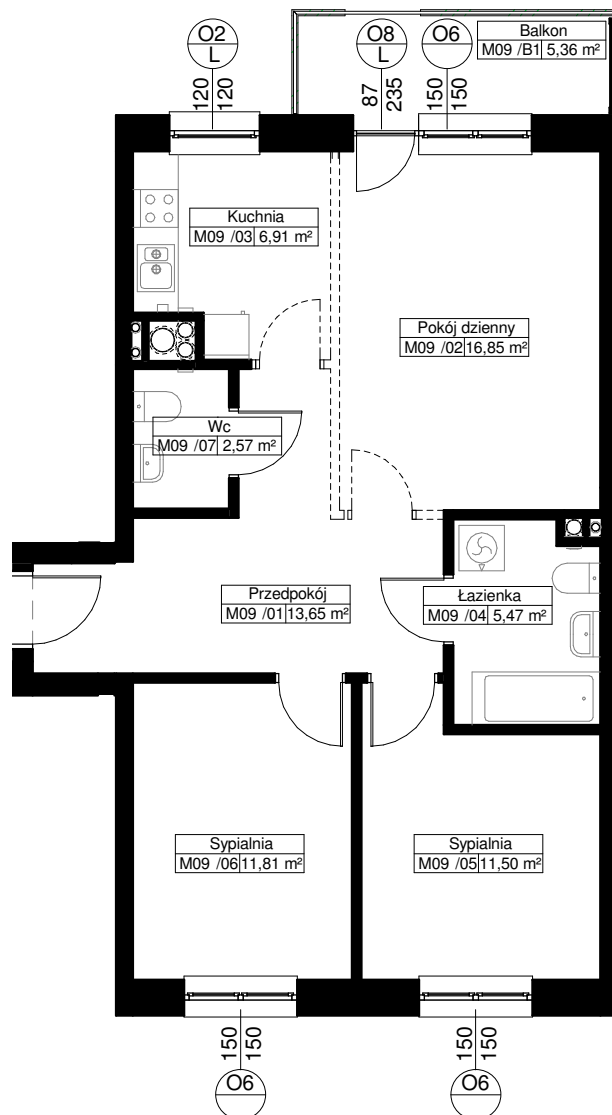 O2
L
120
120
O8
L
87
235
O6
150
150
Balkon
M09 /B1 5,36 m²
Kuchnia
M09 /03 6,91 m²
Pokój dzienny
M09 /02 16,85 m²
Wc
M09 /07 2,57 m²
Przedpokój
M09 /01 13,65 m²
Łazienka
M09 /04 5,47 m²
Sypialnia
M09 /06 11,81 m²
Sypialnia
M09 /05 11,50 m²
150
150
O6
150
150
O6